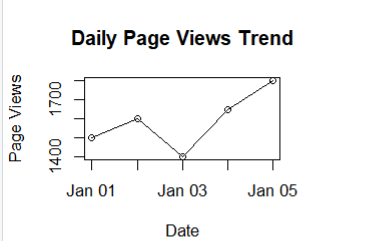 Daily Page Views Trend
Page Views
1700
1400
Jan 01 Jan 03 Jan 05
Date